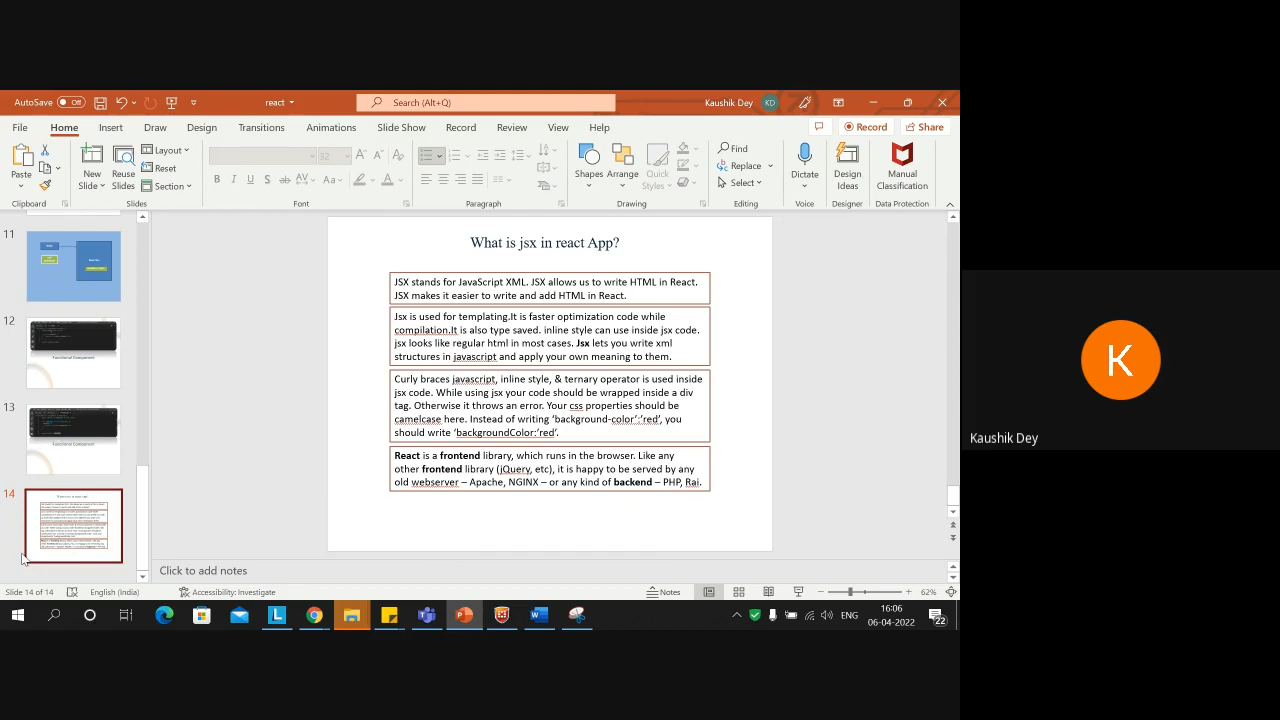 AutoSave Off
react
Search (Alt+Q)
Kaushik Dey
KD
File Home Insert Draw Design Transitions Animations Slide Show Record Review View Help
Record
Share
Paste
New
Slide
Reuse
Slides
Layout
Reset
Section
32
B I U S ab AV Aa A
Shapes
Arrange
Quick
Styles
Find
Replace
Select
Dictate
Design
Ideas
Manual
Classification
Clipboard Slides Font Paragraph Drawing Editing Voice Designer Data Protection
11
12
Functional Component
13
Functional Component
14
What is jsx in react App?
JSX stands for JavaScript XML. JSX allows us to write HTML in React.
JSX makes it easier to write and add HTML in React.
Jsx is used for templating.It is faster optimization code while
compilation.It is also type saved. inline style can use inside jsx code.
jsx looks like regular html in most cases. Jsx lets you write xml
structures in javascript and apply your own meaning to them.
Curly braces javascript, inline style, & ternary operator is used inside
jsx code. While using jsx your code should be wrapped inside a div
tag. Otherwise it throws an error. Your css properties should be
camelcase here. Instead of writing ‘background-color’:’red’, you
should write ‘backgroundColor:’red’.
React is a frontend library, which runs in the browser. Like any
other frontend library (jQuery, etc), it is happy to be served by any
old webserver – Apache, NGINX – or any kind of backend – PHP, Rai.
Click to add notes
Slide 14 of 14
English (India)
Accessibility: Investigate
Notes
62%
ENG
16:06
06-04-2022
22
K
Kaushik Dey